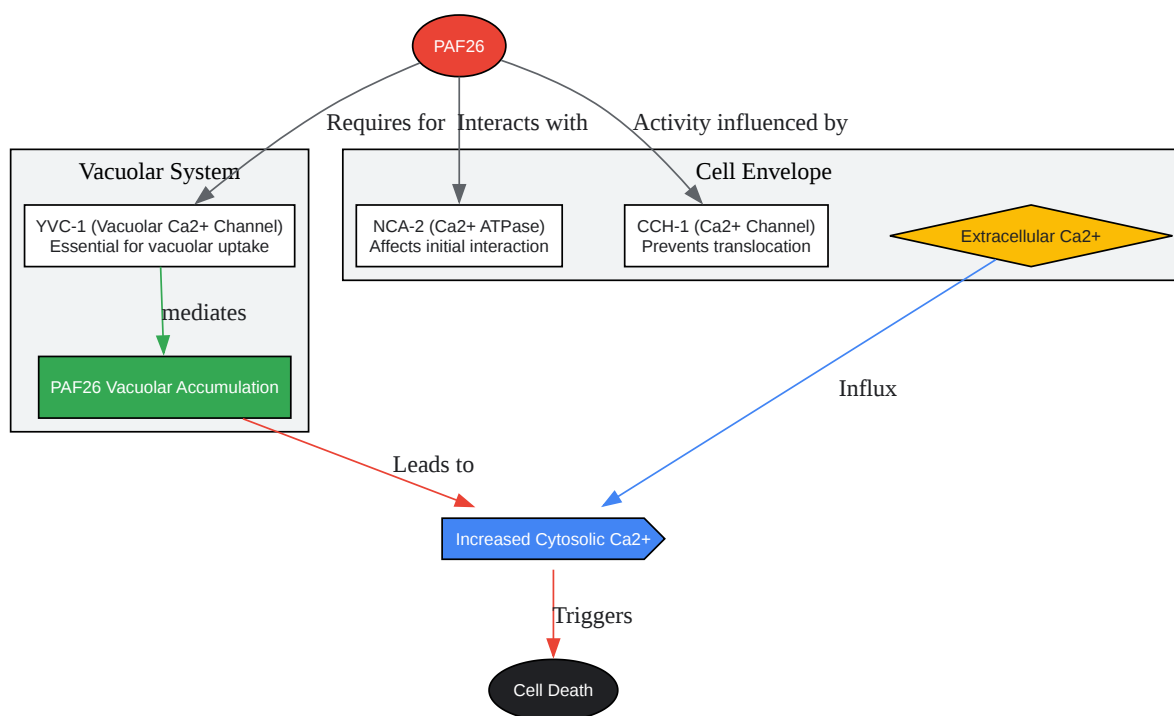 PAF26
Requires for
Interacts with
Activity influenced by
Vacuolar System
Cell Envelope
YVC-1 (Vacuolar Ca2+ Channel)
Essential for vacuolar uptake
NCA-2 (Ca2+ ATPase)
Affects initial interaction
CCH-1 (Ca2+ Channel)
Prevents translocation
Extracellular Ca2+
mediates
PAF26 Vacuolar Accumulation
Influx
Leads to
Increased Cytosolic Ca2+
Triggers
Cell Death